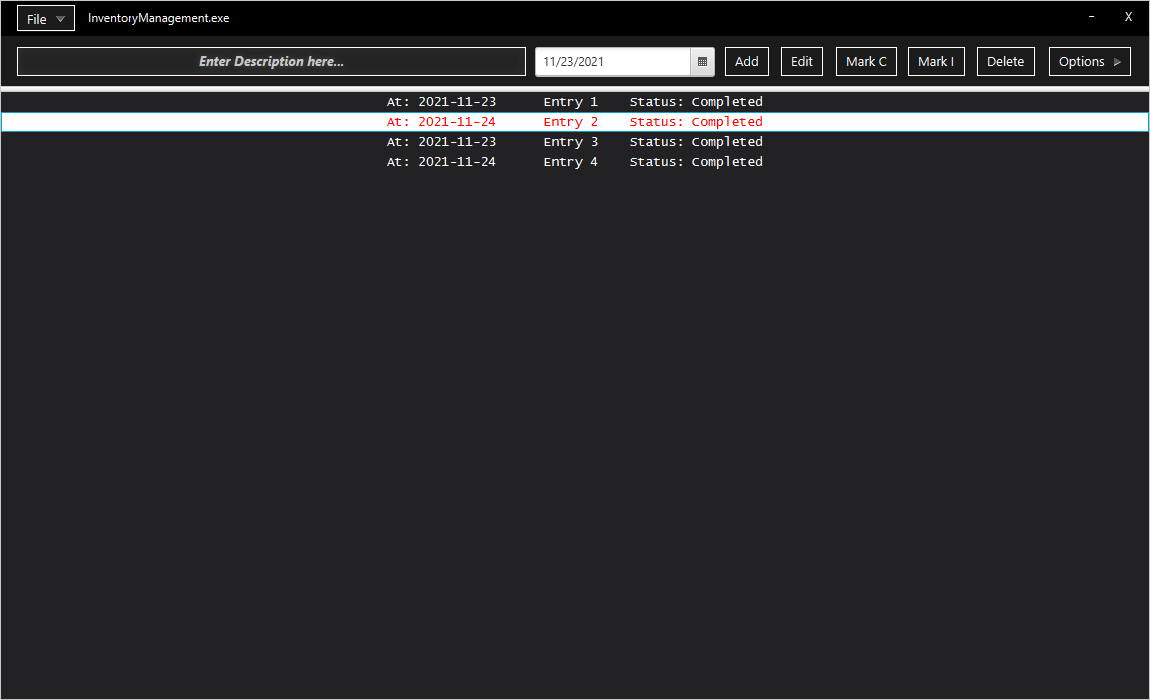 File InventoryManagement.exe – X
Enter Description here... 11/23/2021 Add Edit Mark C Mark I Delete Options
At: 2021-11-23 Entry 1 Status: Completed
At: 2021-11-24 Entry 2 Status: Completed
At: 2021-11-23 Entry 3 Status: Completed
At: 2021-11-24 Entry 4 Status: Completed